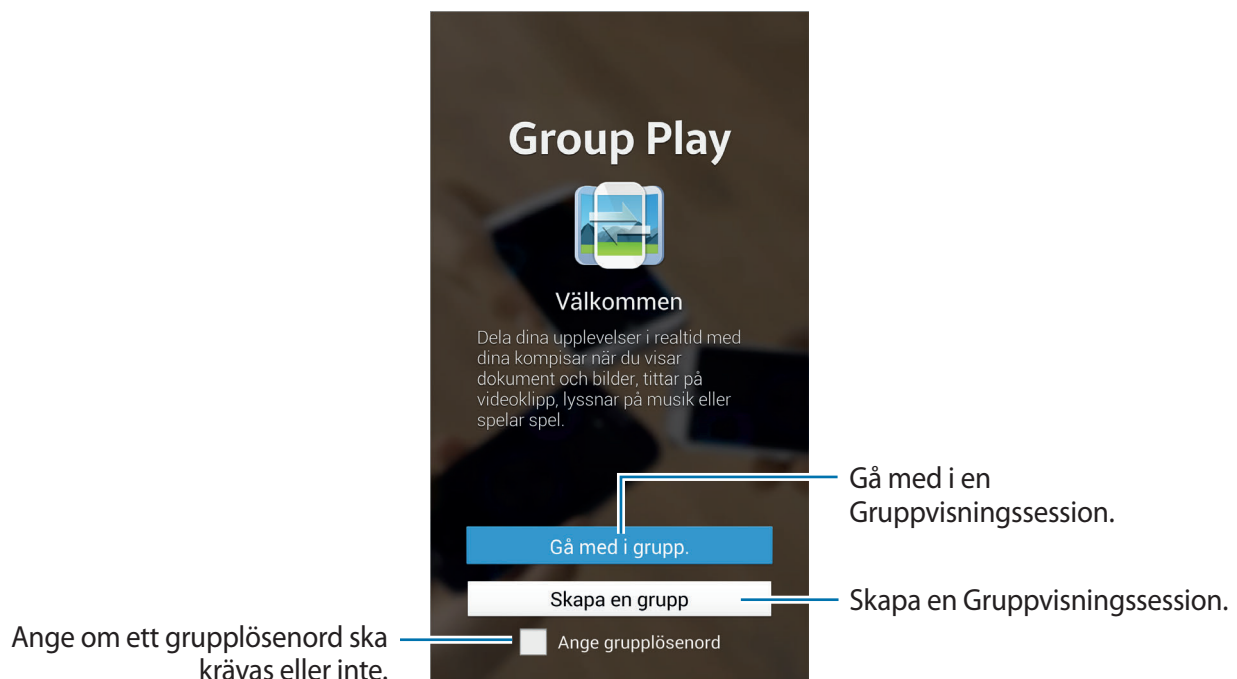 Group Play
Välkommen
Dela dina upplevelser i realtid med
dina kompisar när du visar
dokument och bilder, tittar på
videoklipp, lyssnar på musik eller
spelar spel.
Gå med i en
Gruppvisningssession.
Gå med i grupp.
Skapa en grupp
Skapa en Gruppvisningssession.
Ange om ett grupplösenord ska
krävas eller inte.
Ange grupplösenord